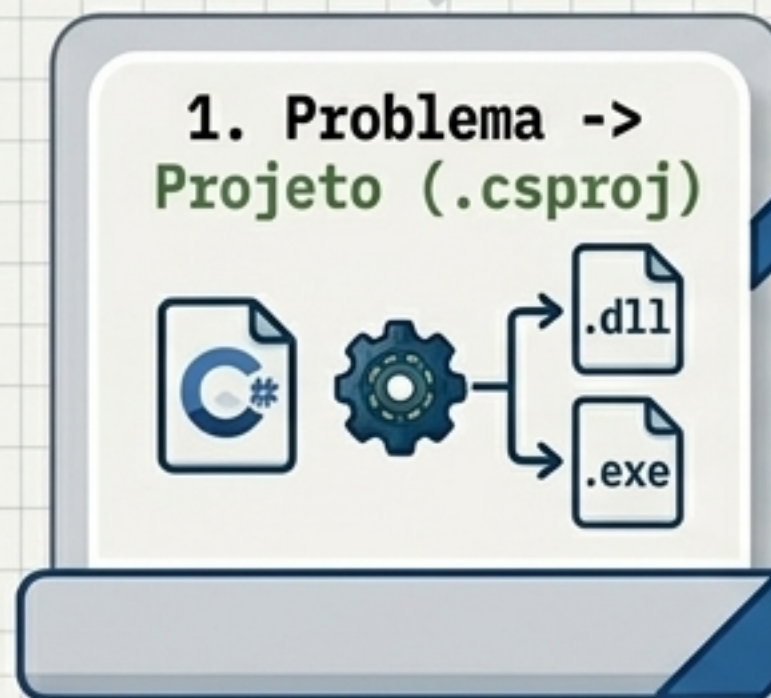 1. Problema ->
Projeto (.csproj)
C#
.dll
.exe